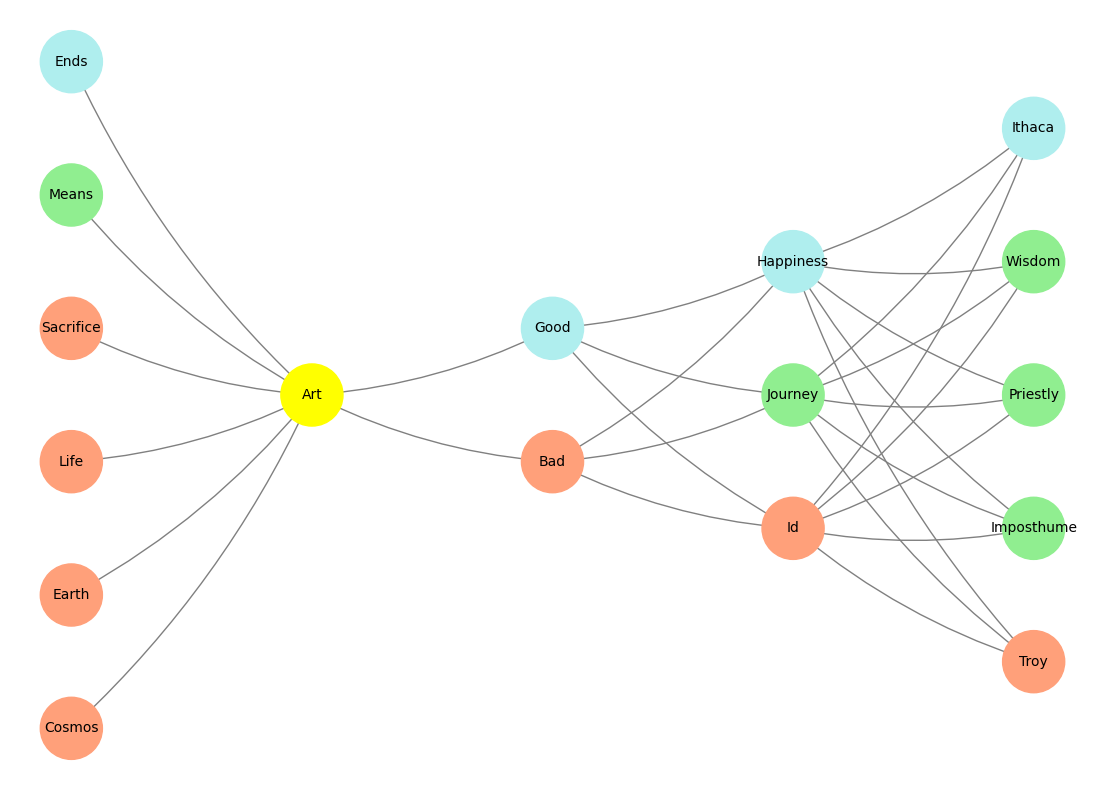 Ends
Means
Sacrifice
Life
Earth
Cosmos
Art
Good
Bad
Happiness
Journey
Id
Ithaca
Wisdom
Priestly
Imposthume
Troy